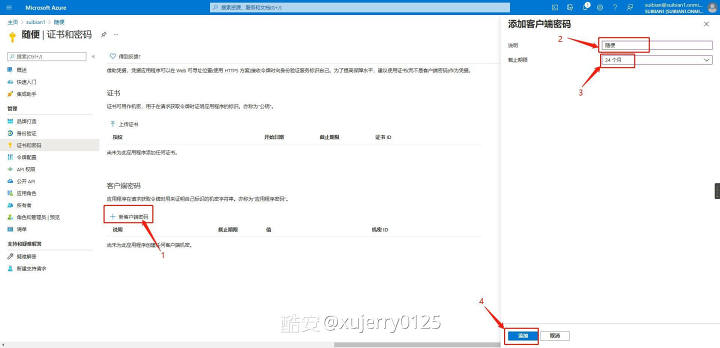 Microsoft Azure
搜索资源、服务和文档(G+/)
suibian@suibian1.onmi...
SUIBIAN1 (SUIBIAN1.ONMI...
主页 > suibian1 > 随便
随便 | 证书和密码
搜索(Ctrl+/)
概述
快速入门
集成助手
管理
品牌打造
身份验证
证书和密码
令牌配置
API 权限
公开 API
应用角色
所有者
角色和管理员 | 预览
清单
支持和疑难解答
疑难解答
新建支持请求
得到反馈?
借助凭据，凭据应用程序可以在 Web 可寻址位置(使用 HTTPS 方案)接收令牌时向身份验证服务标识自己。为了提高保障水平，建议使用证书(而不是客户端密码)作为凭据。
证书
证书可用作机密，用于在请求获取令牌时证明应用程序的标识。亦称为"公钥"。
上传证书
指纹
开始日期
截止期限
证书 ID
尚未为此应用程序添加任何证书。
客户端密码
应用程序在请求获取令牌时用来证明自己标识的机密字符串。亦称为"应用程序密码"。
新客户端密码
说明
截止期限
值
机密 ID
尚未为此应用程序创建任何客户端机密。
1
添加客户端密码
说明
2
随便
截止期限
24 个月
3
4
添加
取消
酷安@xujerry0125